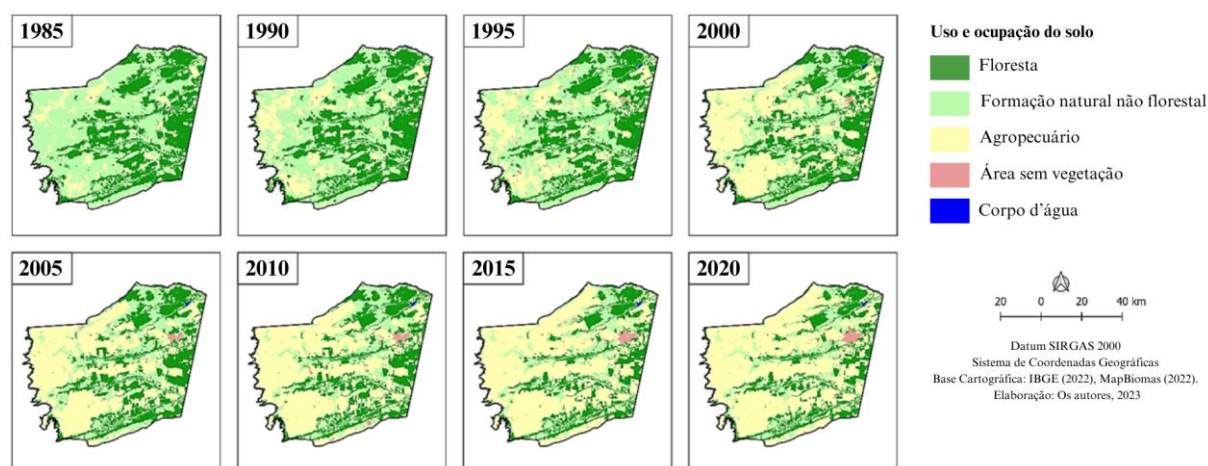 1985
1990
1995
2000
2005
2010
2015
2020
Uso e ocupação do solo
Floresta
Formação natural não florestal
Agropecuário
Área sem vegetação
Corpo d'água
20 0 20 40 km
Datum SIRGAS 2000
Sistema de Coordenadas Geográficas
Base Cartográfica: IBGE (2022), MapBiomas (2022).
Elaboração: Os autores, 2023